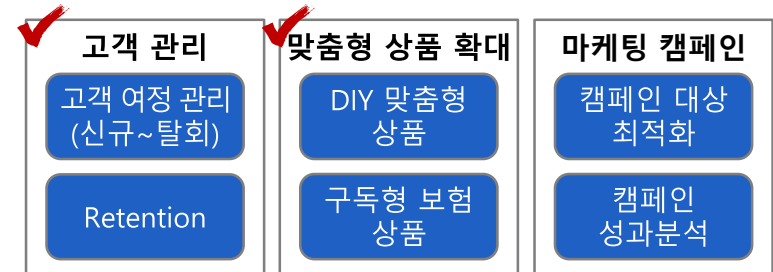 고객 관리
고객 여정 관리
(신규~탈회)
Retention
맞춤형 상품 확대
DIY 맞춤형
상품
구독형 보험
상품
마케팅 캠페인
캠페인 대상
최적화
캠페인
성과분석